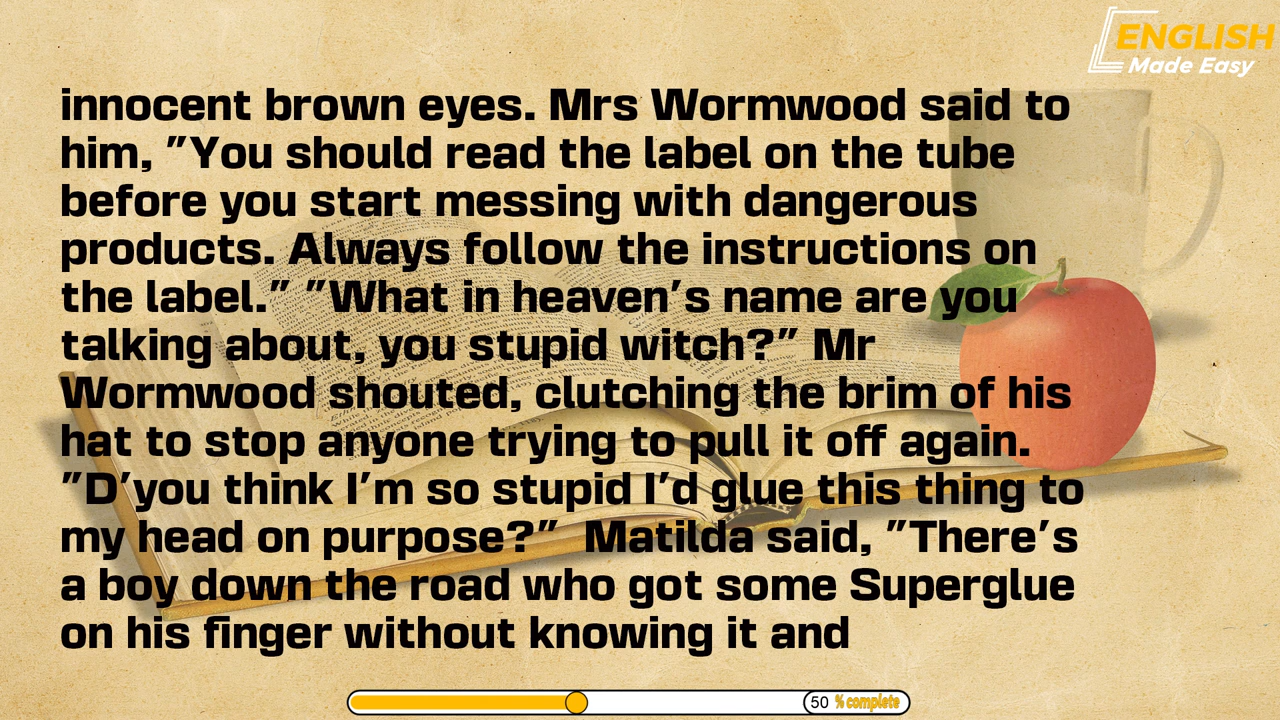 ENGLISH
Made Easy
innocent brown eyes. Mrs Wormwood said to
him, "You should read the label on the tube
before you start messing with dangerous
products. Always follow the instructions on
the label." "What in heaven's name are you
talking about, you stupid witch?" Mr
Wormwood shouted, clutching the brim of his
hat to stop anyone trying to pull it off again.
"D'you think I'm so stupid I'd glue this thing to
my head on purpose?" Matilda said, "There's
a boy down the road who got some Superglue
on his finger without knowing it and
50 % complete